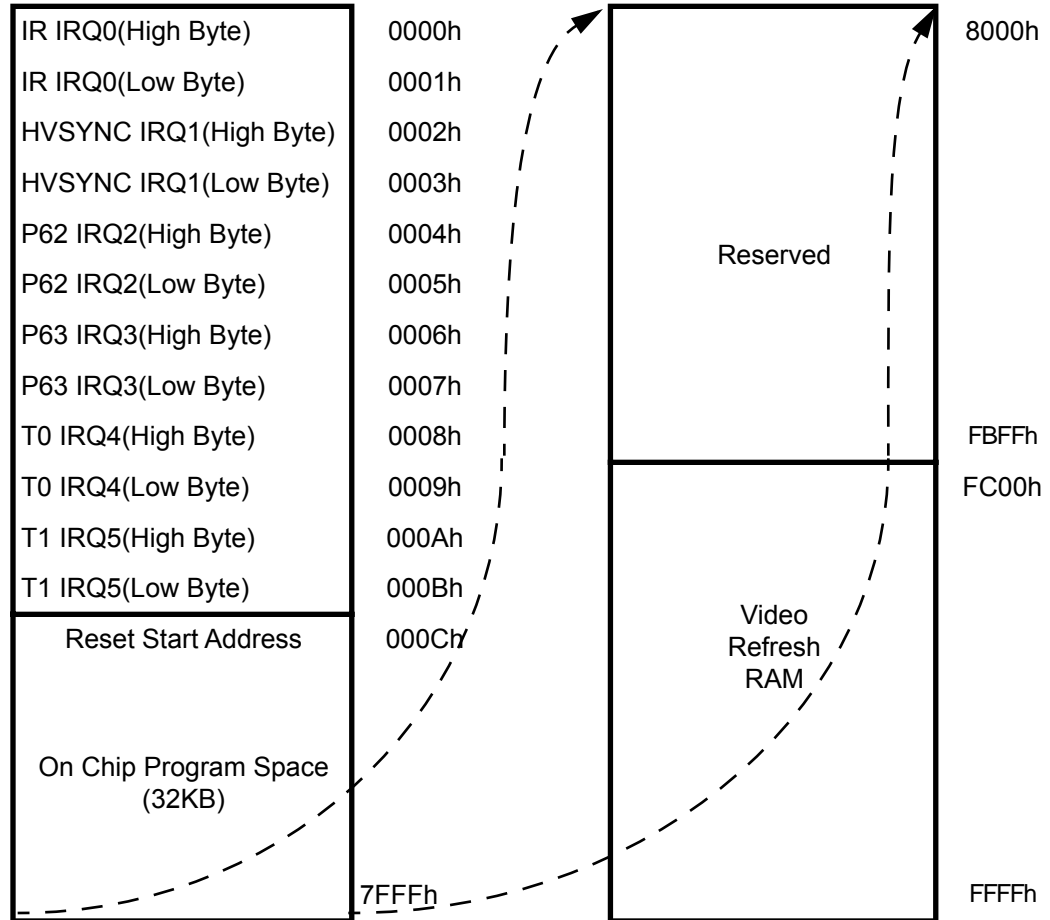 IR IRQ0(High Byte) 0000h
IR IRQ0(Low Byte) 0001h
HVSYNC IRQ1(High Byte) 0002h
HVSYNC IRQ1(Low Byte) 0003h
P62 IRQ2(High Byte) 0004h
P62 IRQ2(Low Byte) 0005h
P63 IRQ3(High Byte) 0006h
P63 IRQ3(Low Byte) 0007h
T0 IRQ4(High Byte) 0008h
T0 IRQ4(Low Byte) 0009h
T1 IRQ5(High Byte) 000Ah
T1 IRQ5(Low Byte) 000Bh
Reset Start Address 000Ch
On Chip Program Space
(32KB)
7FFFh
8000h
Reserved
FBFFh
FC00h
Video
Refresh
RAM
FFFFh